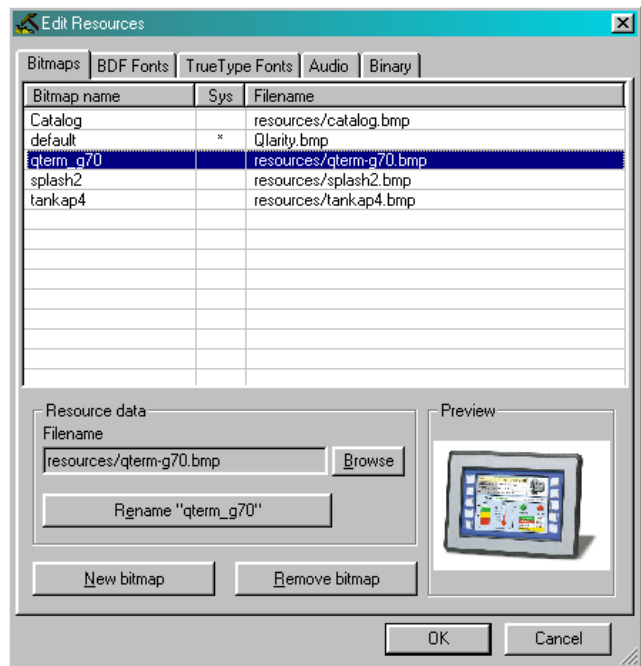 Edit Resources
Bitmaps BDF Fonts TrueType Fonts Audio Binary
Bitmap name Sys Filename
Catalog resources/catalog.bmp
default * Qlarity.bmp
qterm_g70 resources/qterm-g70.bmp
splash2 resources/splash2.bmp
tankap4 resources/tankap4.bmp
Resource data Preview
Filename
resources/qterm-g70.bmp Browse
Rename "qterm_g70"
New bitmap Remove bitmap
OK Cancel